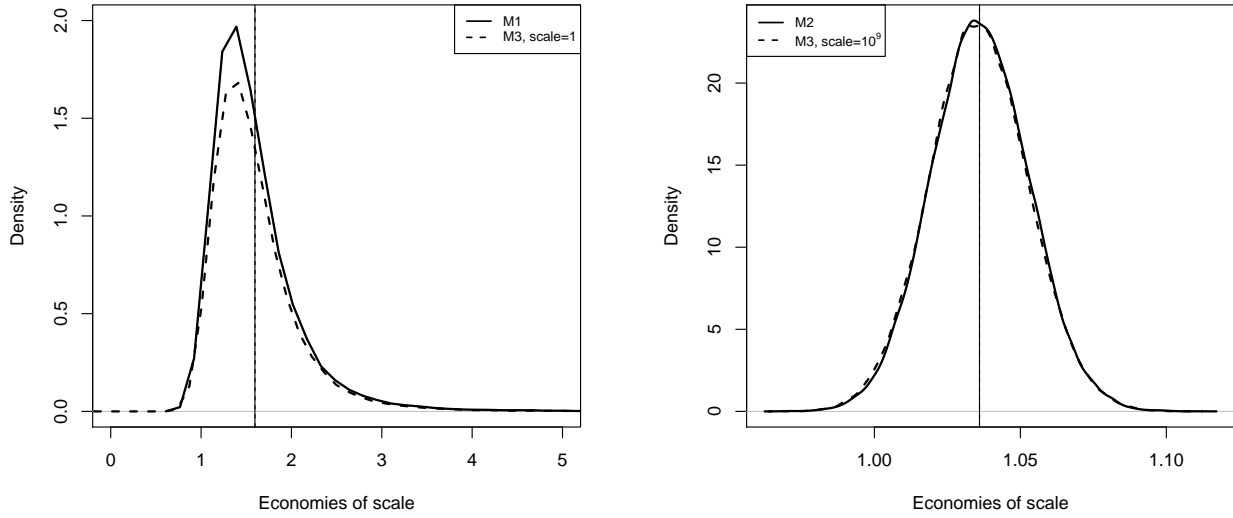 M1
M3, scale=1
2.0
1.5
1.0
0.5
0.0
Density
0 1 2 3 4 5
Economies of scale
M2
M3, scale=10⁹
20
15
10
5
0
Density
1.00 1.05 1.10
Economies of scale